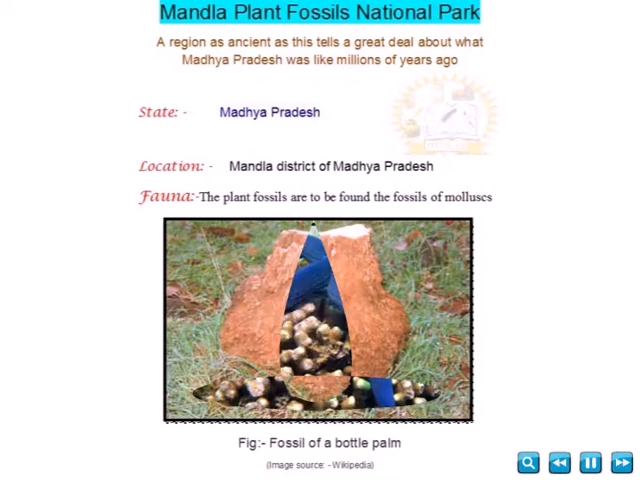 Mandla Plant Fossils National Park
A region as ancient as this tells a great deal about what
Madhya Pradesh was like millions of years ago
State: - Madhya Pradesh
Location: - Mandla district of Madhya Pradesh
Fauna:-The plant fossils are to be found the fossils of molluscs
Fig:- Fossil of a bottle palm
(Image source: - Wikipedia)